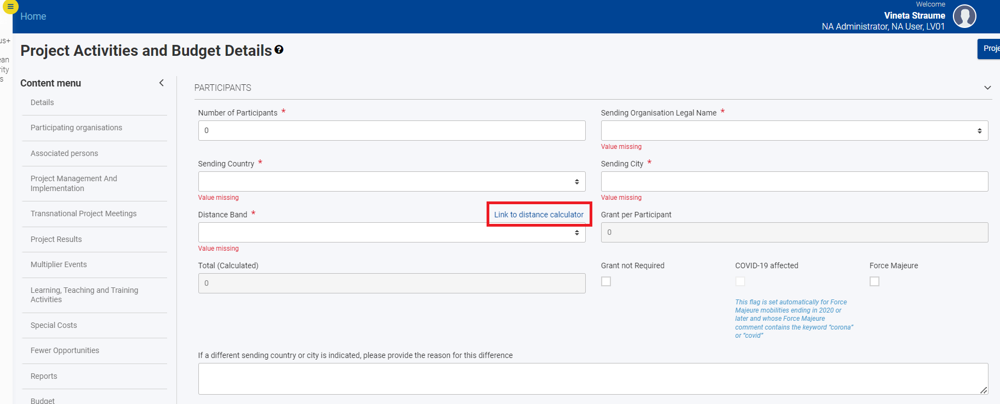 Home
Welcome
Vineta Straume
NA Administrator, NA User, LV01
us+
Project Activities and Budget Details
Content menu
Details
Participating organisations
Associated persons
Project Management And
Implementation
Transnational Project Meetings
Project Results
Multiplier Events
Learning, Teaching and Training
Activities
Special Costs
Fewer Opportunities
Reports
Budget
PARTICIPANTS
Number of Participants *
0
Sending Organisation Legal Name *
Value missing
Sending Country *
Value missing
Sending City *
Value missing
Distance Band *
Link to distance calculator
Value missing
Grant per Participant
0
Total (Calculated)
0
Grant not Required
COVID-19 affected
Force Majeure
This flag is set automatically for Force
Majeure mobilities ending in 2020 or
later and whose Force Majeure
comment contains the keyword "corona"
or "covid"
If a different sending country or city is indicated, please provide the reason for this difference